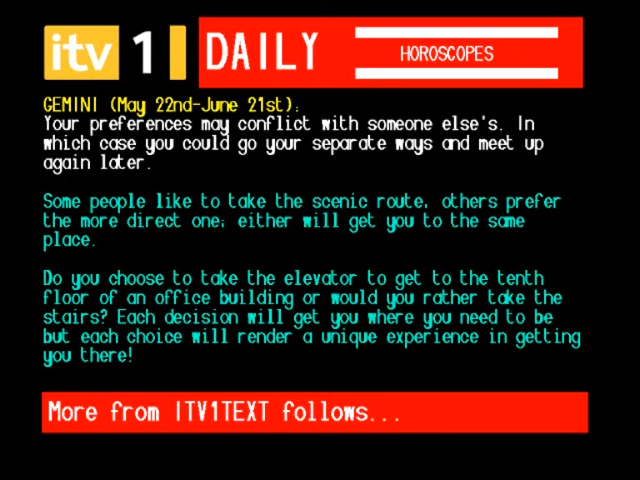 itv 1 DAILY HOROSCOPES
GEMINI (May 22nd-June 21st):
Your preferences may conflict with someone else's. In
which case you could go your separate ways and meet up
again later.
Some people like to take the scenic route, others prefer
the more direct one; either will get you to the same
place.
Do you choose to take the elevator to get to the tenth
floor of an office building or would you rather take the
stairs? Each decision will get you where you need to be
but each choice will render a unique experience in getting
you there!
More from ITV1TEXT follows...